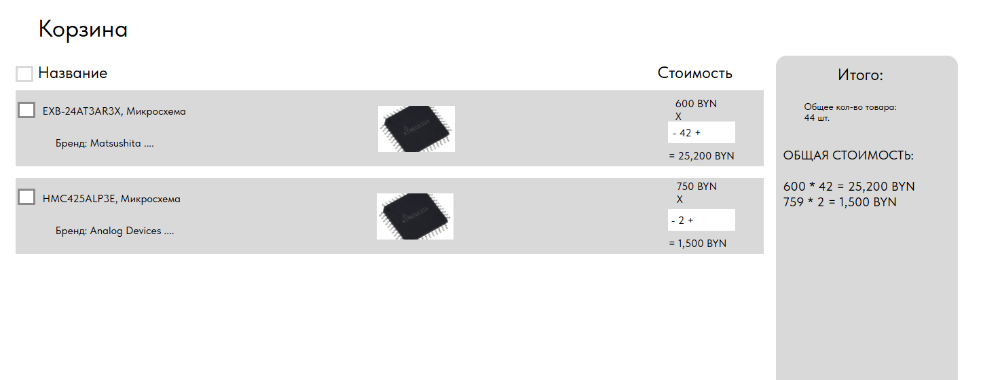 Корзина
Название
Стоимость
EXB-24AT3AR3X, Микросхема
Бренд: Matsushita ....
600 BYN
X
- 42 +
= 25,200 BYN
HMC425ALP3E, Микросхема
Бренд: Analog Devices ....
750 BYN
X
- 2 +
= 1,500 BYN
Итого:
Общее кол-во товара:
44 шт.
ОБЩАЯ СТОИМОСТЬ:
600 * 42 = 25,200 BYN
759 * 2 = 1,500 BYN